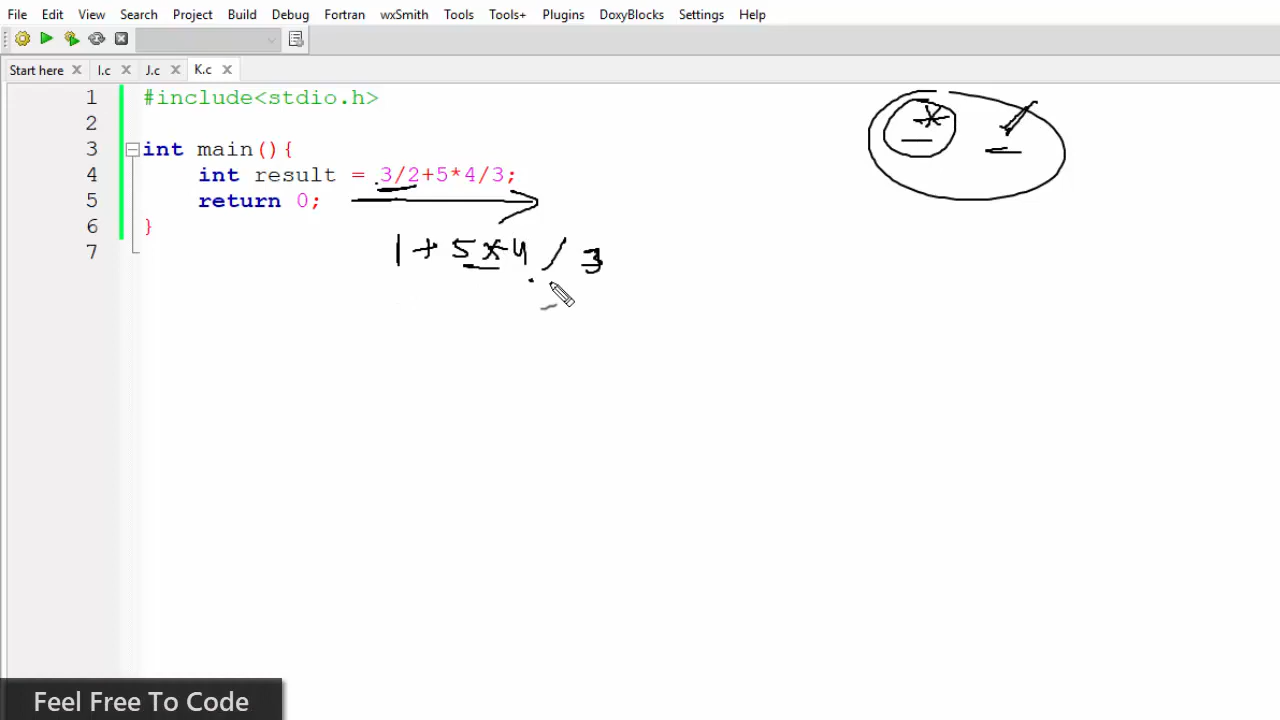 File Edit View Search Project Build Debug Fortran wxSmith Tools Tools+ Plugins DoxyBlocks Settings Help
Start here I.c J.c K.c
1 #include<stdio.h>
2
3 int main(){
4 int result = 3/2+5*4/3;
5 return 0;
6 }
7
* /
1 + 5 * 4 / 3
Feel Free To Code